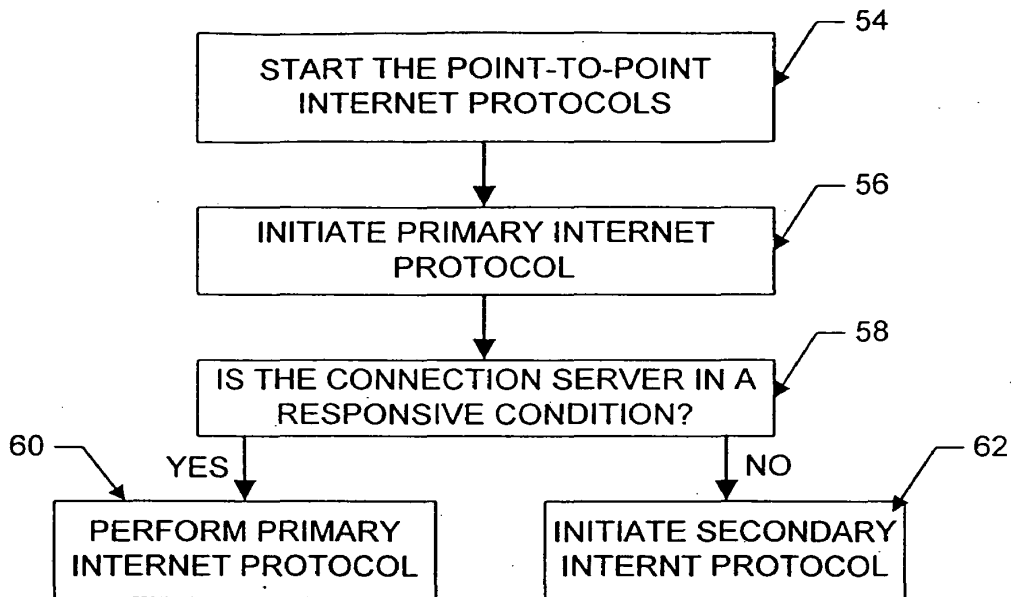 54
START THE POINT-TO-POINT
INTERNET PROTOCOLS
56
INITIATE PRIMARY INTERNET
PROTOCOL
58
IS THE CONNECTION SERVER IN A
RESPONSIVE CONDITION?
60
YES
NO
62
PERFORM PRIMARY
INTERNET PROTOCOL
INITIATE SECONDARY
INTERNT PROTOCOL